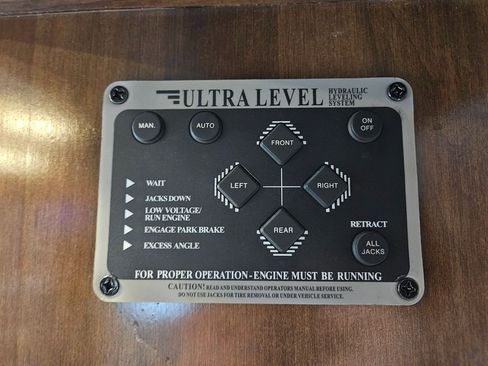 ULTRA LEVEL HYDRAULIC
LEVELING
SYSTEM
MAN.
AUTO
ON
OFF
FRONT
LEFT
RIGHT
REAR
WAIT
JACKS DOWN
LOW VOLTAGE/
RUN ENGINE
ENGAGE PARK BRAKE
EXCESS ANGLE
RETRACT
ALL
JACKS
FOR PROPER OPERATION-ENGINE MUST BE RUNNING
CAUTION! READ AND UNDERSTAND OPERATORS MANUAL BEFORE USING.
DO NOT USE JACKS FOR TIRE REMOVAL OR UNDER VEHICLE SERVICE.